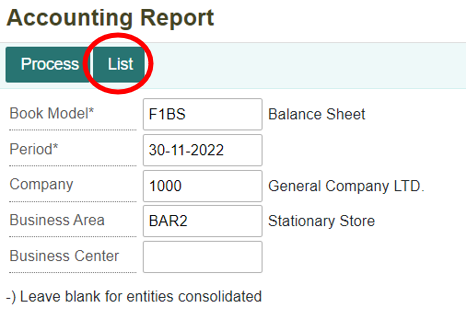 Accounting Report
Process List
Book Model* F1BS Balance Sheet
Period* 30-11-2022
Company 1000 General Company LTD.
Business Area BAR2 Stationary Store
Business Center
-) Leave blank for entities consolidated